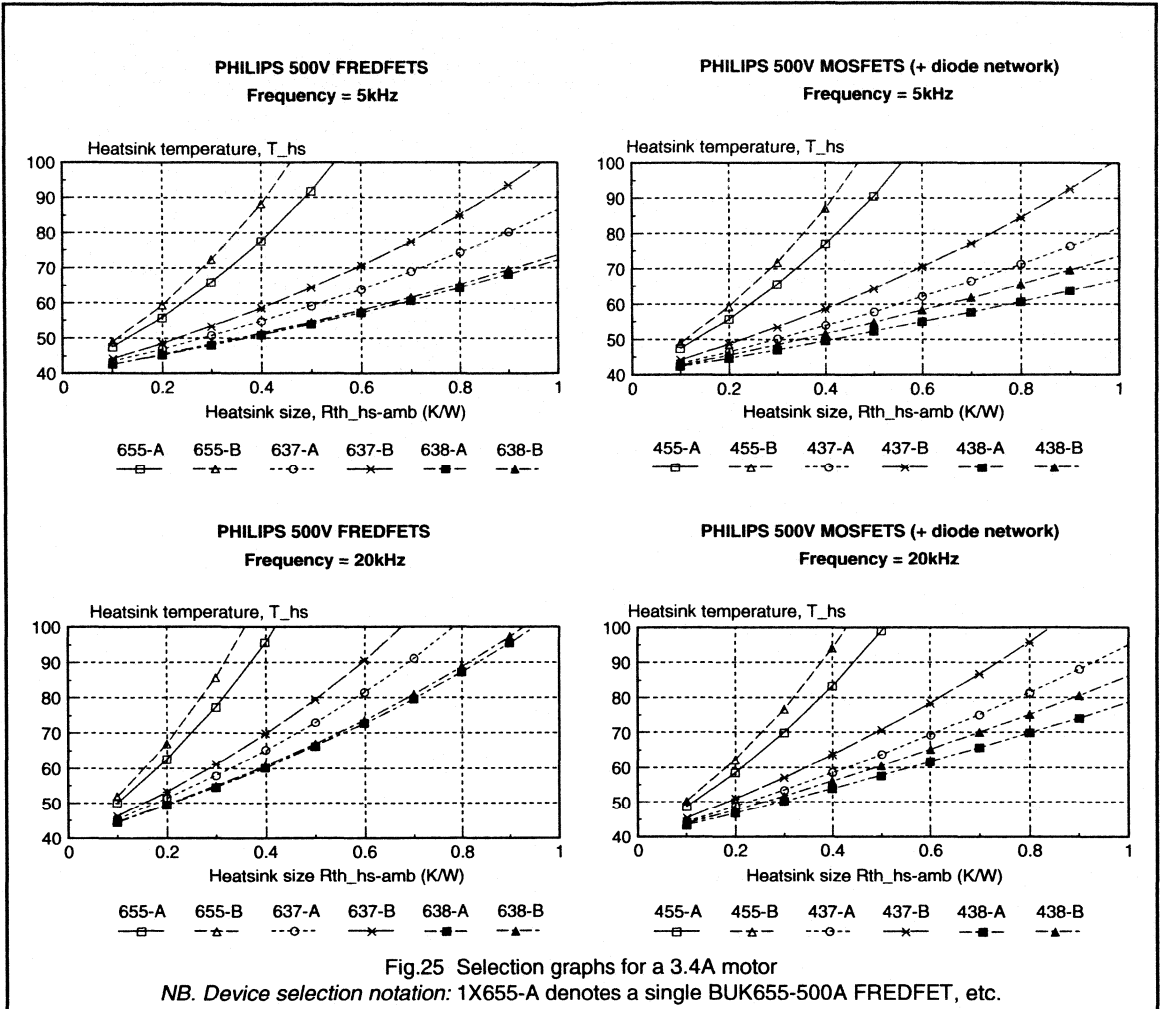 PHILIPS 500V FREDFETS
Frequency = 5kHz
Heatsink temperature, T_hs
100
90
80
70
60
50
40
0 0.2 0.4 0.6 0.8 1
Heatsink size, Rth_hs-amb (K/W)
655-A 655-B 637-A 637-B 638-A 638-B
PHILIPS 500V MOSFETS (+ diode network)
Frequency = 5kHz
Heatsink temperature, T_hs
100
90
80
70
60
50
40
0 0.2 0.4 0.6 0.8 1
Heatsink size, Rth_hs-amb (K/W)
455-A 455-B 437-A 437-B 438-A 438-B
PHILIPS 500V FREDFETS
Frequency = 20kHz
Heatsink temperature, T_hs
100
90
80
70
60
50
40
0 0.2 0.4 0.6 0.8 1
Heatsink size Rth_hs-amb (K/W)
655-A 655-B 637-A 637-B 638-A 638-B
PHILIPS 500V MOSFETS (+ diode network)
Frequency = 20kHz
Heatsink temperature, T_hs
100
90
80
70
60
50
40
0 0.2 0.4 0.6 0.8 1
Heatsink size Rth_hs-amb (K/W)
455-A 455-B 437-A 437-B 438-A 438-B
Fig.25 Selection graphs for a 3.4A motor
NB. Device selection notation: 1X655-A denotes a single BUK655-500A FREDFET, etc.